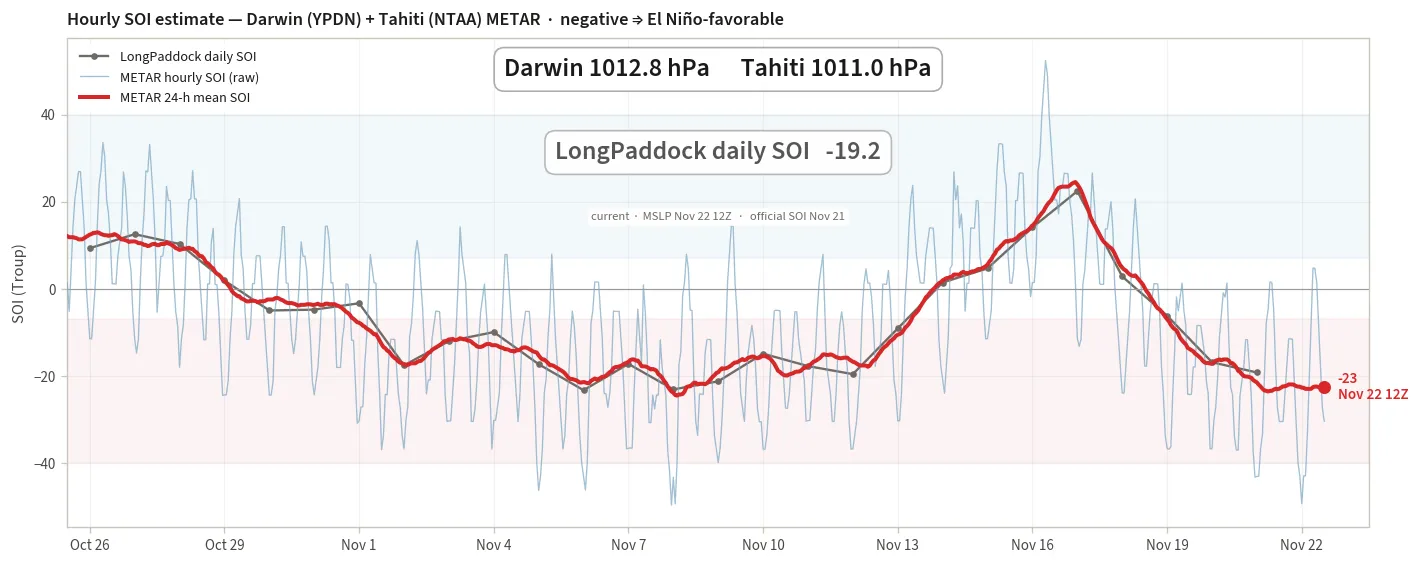 Hourly SOI estimate — Darwin (YPDN) + Tahiti (NTAA) METAR · negative ⇒ El Niño-favorable
LongPaddock daily SOI
METAR hourly SOI (raw)
METAR 24-h mean SOI
Darwin 1012.8 hPa Tahiti 1011.0 hPa
LongPaddock daily SOI -19.2
current · MSLP Nov 22 12Z · official SOI Nov 21
SOI (Troup)
40
20
0
−20
−40
-23
Nov 22 12Z
Oct 26 Oct 29 Nov 1 Nov 4 Nov 7 Nov 10 Nov 13 Nov 16 Nov 19 Nov 22